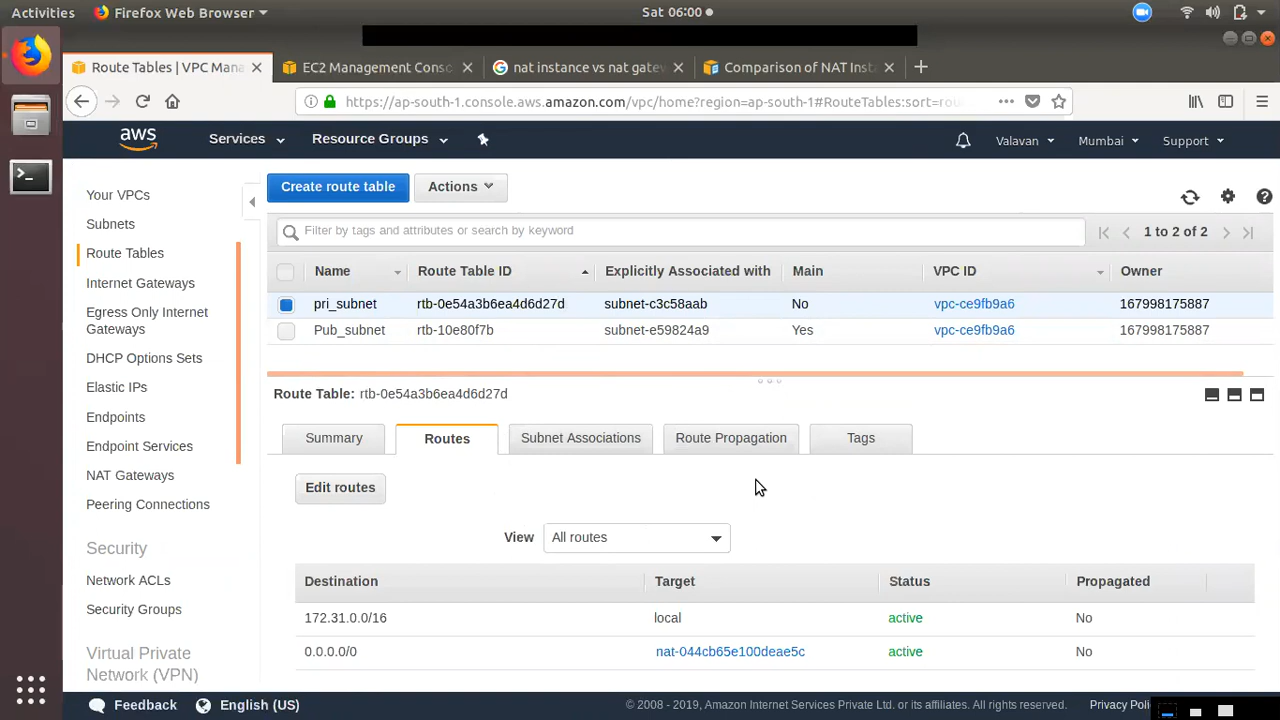 Activities Firefox Web Browser Sat 06:00
Route Tables | VPC Mana EC2 Management Conso nat instance vs nat gatew Comparison of NAT Inst
https://ap-south-1.console.aws.amazon.com/vpc/home?region=ap-south-1#RouteTables:sort=rou
aws Services Resource Groups Valavan Mumbai Support
Create route table Actions
Your VPCs
Subnets
Route Tables
Internet Gateways
Egress Only Internet
Gateways
DHCP Options Sets
Elastic IPs
Endpoints
Endpoint Services
NAT Gateways
Peering Connections
Security
Network ACLs
Security Groups
Virtual Private
Network (VPN)
Filter by tags and attributes or search by keyword 1 to 2 of 2
Name Route Table ID Explicitly Associated with Main VPC ID Owner
pri_subnet rtb-0e54a3b6ea4d6d27d subnet-c3c58aab No vpc-ce9fb9a6 167998175887
Pub_subnet rtb-10e80f7b subnet-e59824a9 Yes vpc-ce9fb9a6 167998175887
Route Table: rtb-0e54a3b6ea4d6d27d
Summary Routes Subnet Associations Route Propagation Tags
Edit routes
View All routes
Destination Target Status Propagated
172.31.0.0/16 local active No
0.0.0.0/0 nat-044cb65e100deae5c active No
Feedback English (US) © 2008 - 2019, Amazon Internet Services Private Ltd. or its affiliates. All rights reserved. Privacy Poli